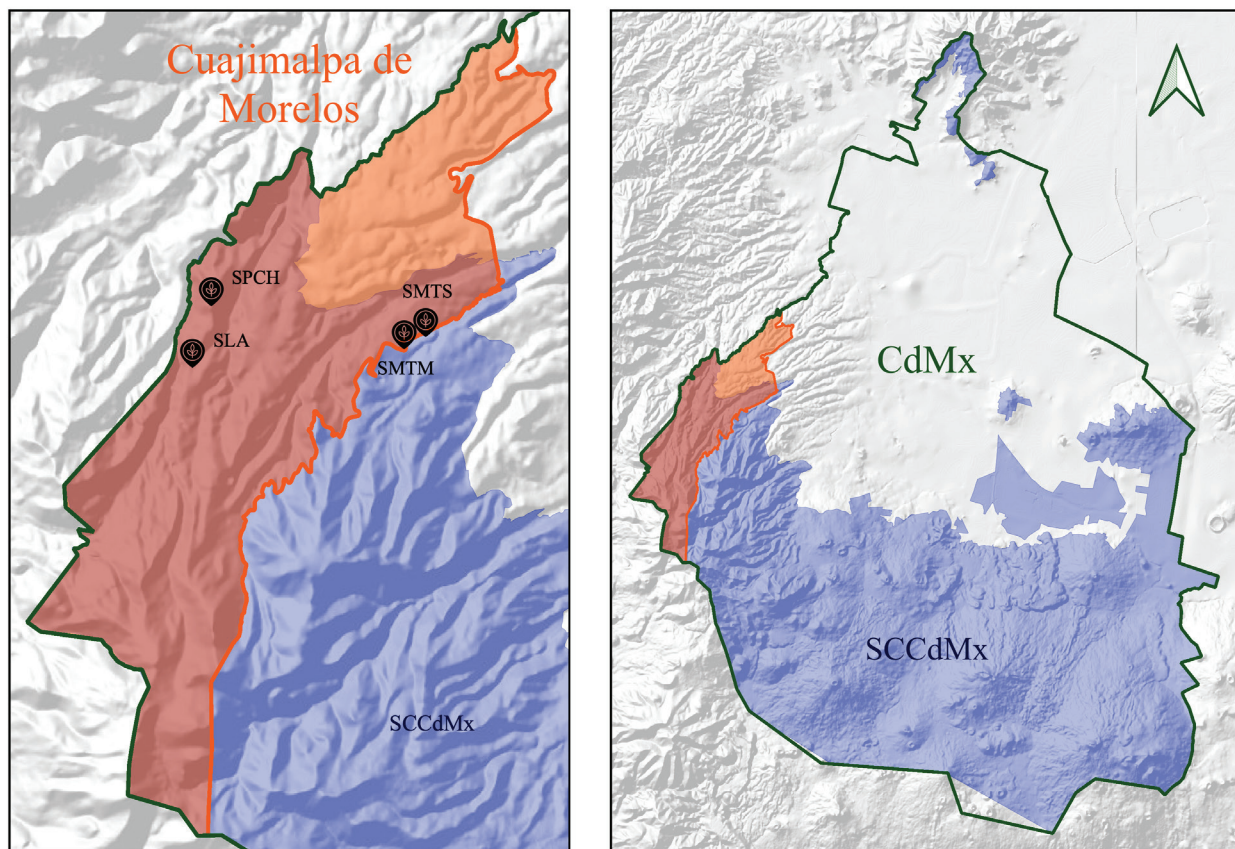 Cuajimalpa de
Morelos
SPCH
SMTS
SLA
SMTM
SCCdMx
CdMx
SCCdMx